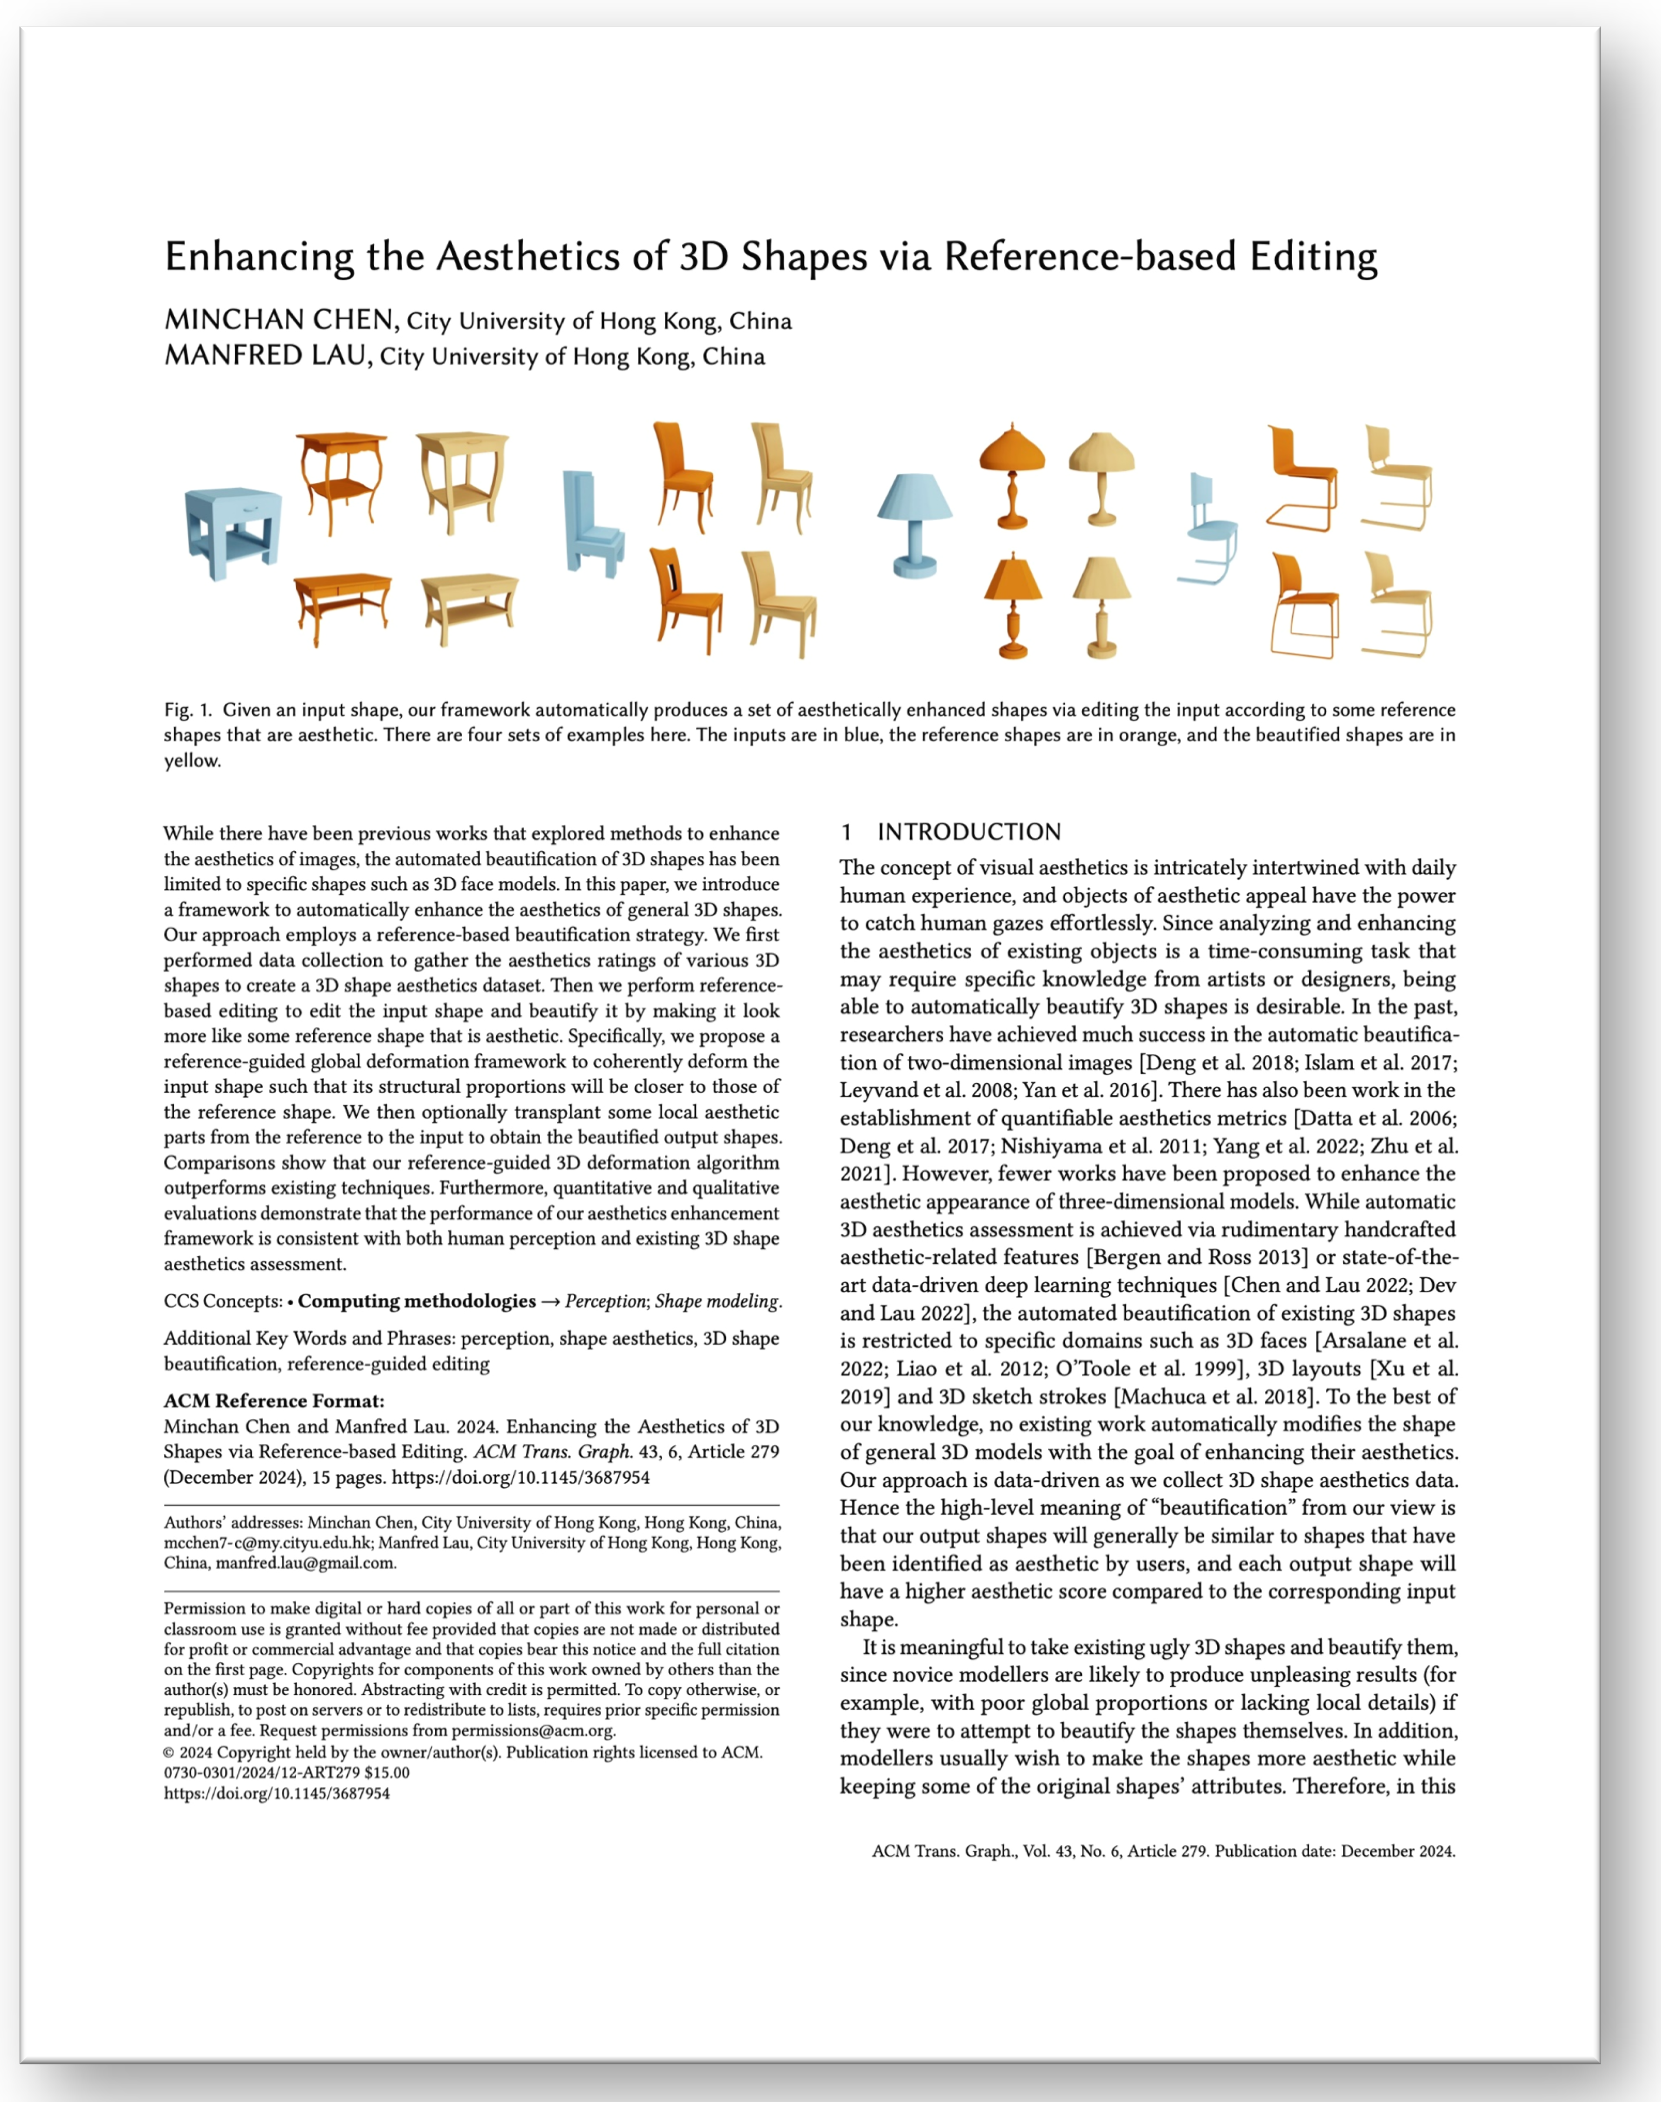 Enhancing the Aesthetics of 3D Shapes via Reference-based Editing
MINCHAN CHEN, City University of Hong Kong, China
MANFRED LAU, City University of Hong Kong, China
Fig. 1. Given an input shape, our framework automatically produces a set of aesthetically enhanced shapes via editing the input according to some reference
shapes that are aesthetic. There are four sets of examples here. The inputs are in blue, the reference shapes are in orange, and the beautified shapes are in
yellow.
While there have been previous works that explored methods to enhance
the aesthetics of images, the automated beautification of 3D shapes has been
limited to specific shapes such as 3D face models. In this paper, we introduce
a framework to automatically enhance the aesthetics of general 3D shapes.
Our approach employs a reference-based beautification strategy. We first
performed data collection to gather the aesthetics ratings of various 3D
shapes to create a 3D shape aesthetics dataset. Then we perform reference-
based editing to edit the input shape and beautify it by making it look
more like some reference shape that is aesthetic. Specifically, we propose a
reference-guided global deformation framework to coherently deform the
input shape such that its structural proportions will be closer to those of
the reference shape. We then optionally transplant some local aesthetic
parts from the reference to the input to obtain the beautified output shapes.
Comparisons show that our reference-guided 3D deformation algorithm
outperforms existing techniques. Furthermore, quantitative and qualitative
evaluations demonstrate that the performance of our aesthetics enhancement
framework is consistent with both human perception and existing 3D shape
aesthetics assessment.
CCS Concepts: • Computing methodologies → Perception; Shape modeling.
Additional Key Words and Phrases: perception, shape aesthetics, 3D shape
beautification, reference-guided editing
ACM Reference Format:
Minchan Chen and Manfred Lau. 2024. Enhancing the Aesthetics of 3D
Shapes via Reference-based Editing. ACM Trans. Graph. 43, 6, Article 279
(December 2024), 15 pages. https://doi.org/10.1145/3687954
Authors' addresses: Minchan Chen, City University of Hong Kong, Hong Kong, China,
mcchen7-c@my.cityu.edu.hk; Manfred Lau, City University of Hong Kong, Hong Kong,
China, manfred.lau@gmail.com.
Permission to make digital or hard copies of all or part of this work for personal or
classroom use is granted without fee provided that copies are not made or distributed
for profit or commercial advantage and that copies bear this notice and the full citation
on the first page. Copyrights for components of this work owned by others than the
author(s) must be honored. Abstracting with credit is permitted. To copy otherwise, or
republish, to post on servers or to redistribute to lists, requires prior specific permission
and/or a fee. Request permissions from permissions@acm.org.
© 2024 Copyright held by the owner/author(s). Publication rights licensed to ACM.
0730-0301/2024/12-ART279 $15.00
https://doi.org/10.1145/3687954
1 INTRODUCTION
The concept of visual aesthetics is intricately intertwined with daily
human experience, and objects of aesthetic appeal have the power
to catch human gazes effortlessly. Since analyzing and enhancing
the aesthetics of existing objects is a time-consuming task that
may require specific knowledge from artists or designers, being
able to automatically beautify 3D shapes is desirable. In the past,
researchers have achieved much success in the automatic beautifica-
tion of two-dimensional images [Deng et al. 2018; Islam et al. 2017;
Leyvand et al. 2008; Yan et al. 2016]. There has also been work in the
establishment of quantifiable aesthetics metrics [Datta et al. 2006;
Deng et al. 2017; Nishiyama et al. 2011; Yang et al. 2022; Zhu et al.
2021]. However, fewer works have been proposed to enhance the
aesthetic appearance of three-dimensional models. While automatic
3D aesthetics assessment is achieved via rudimentary handcrafted
aesthetic-related features [Bergen and Ross 2013] or state-of-the-
art data-driven deep learning techniques [Chen and Lau 2022; Dev
and Lau 2022], the automated beautification of existing 3D shapes
is restricted to specific domains such as 3D faces [Arsalane et al.
2022; Liao et al. 2012; O'Toole et al. 1999], 3D layouts [Xu et al.
2019] and 3D sketch strokes [Machuca et al. 2018]. To the best of
our knowledge, no existing work automatically modifies the shape
of general 3D models with the goal of enhancing their aesthetics.
Our approach is data-driven as we collect 3D shape aesthetics data.
Hence the high-level meaning of “beautification” from our view is
that our output shapes will generally be similar to shapes that have
been identified as aesthetic by users, and each output shape will
have a higher aesthetic score compared to the corresponding input
shape.
It is meaningful to take existing ugly 3D shapes and beautify them,
since novice modellers are likely to produce unpleasing results (for
example, with poor global proportions or lacking local details) if
they were to attempt to beautify the shapes themselves. In addition,
modellers usually wish to make the shapes more aesthetic while
keeping some of the original shapes' attributes. Therefore, in this
ACM Trans. Graph., Vol. 43, No. 6, Article 279. Publication date: December 2024.